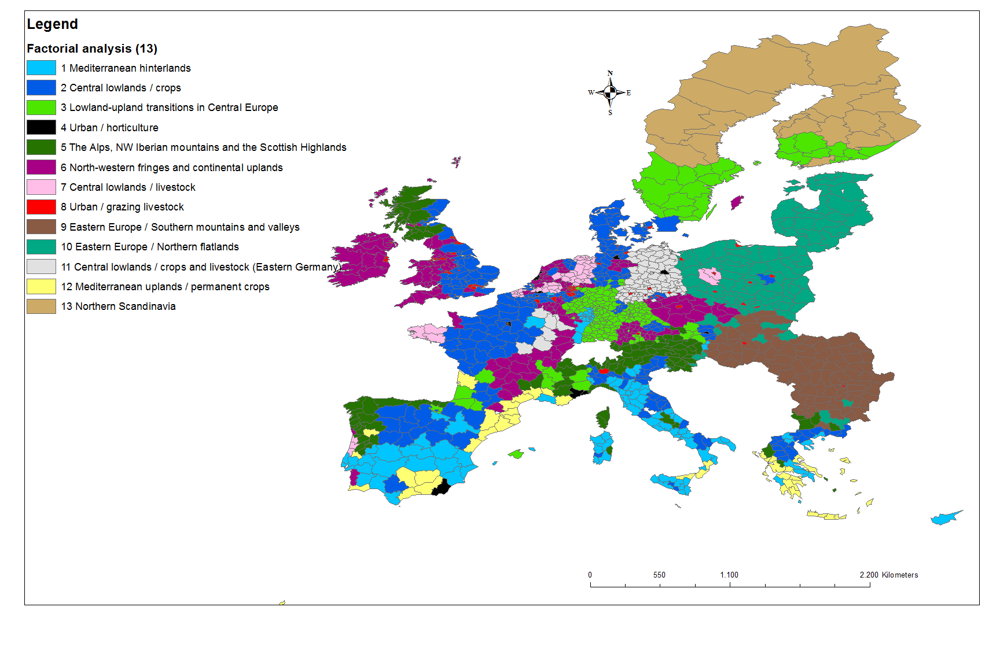 Legend
Factorial analysis (13)
1 Mediterranean hinterlands
2 Central lowlands / crops
3 Lowland-upland transitions in Central Europe
4 Urban / horticulture
5 The Alps, NW Iberian mountains and the Scottish Highlands
6 North-western fringes and continental uplands
7 Central lowlands / livestock
8 Urban / grazing livestock
9 Eastern Europe / Southern mountains and valleys
10 Eastern Europe / Northern flatlands
11 Central lowlands / crops and livestock (Eastern Germany)
12 Mediterranean uplands / permanent crops
13 Northern Scandinavia
N
W E
S
0 550 1.100 2.200 Kilometers